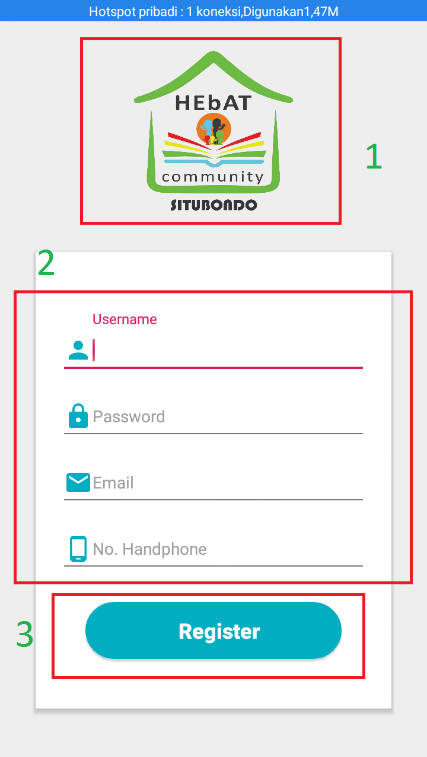 Hotspot pribadi : 1 koneksi,Digunakan1,47M
HEbAT
community
SITUBONDO
1
2
Username
Password
Email
No. Handphone
3
Register